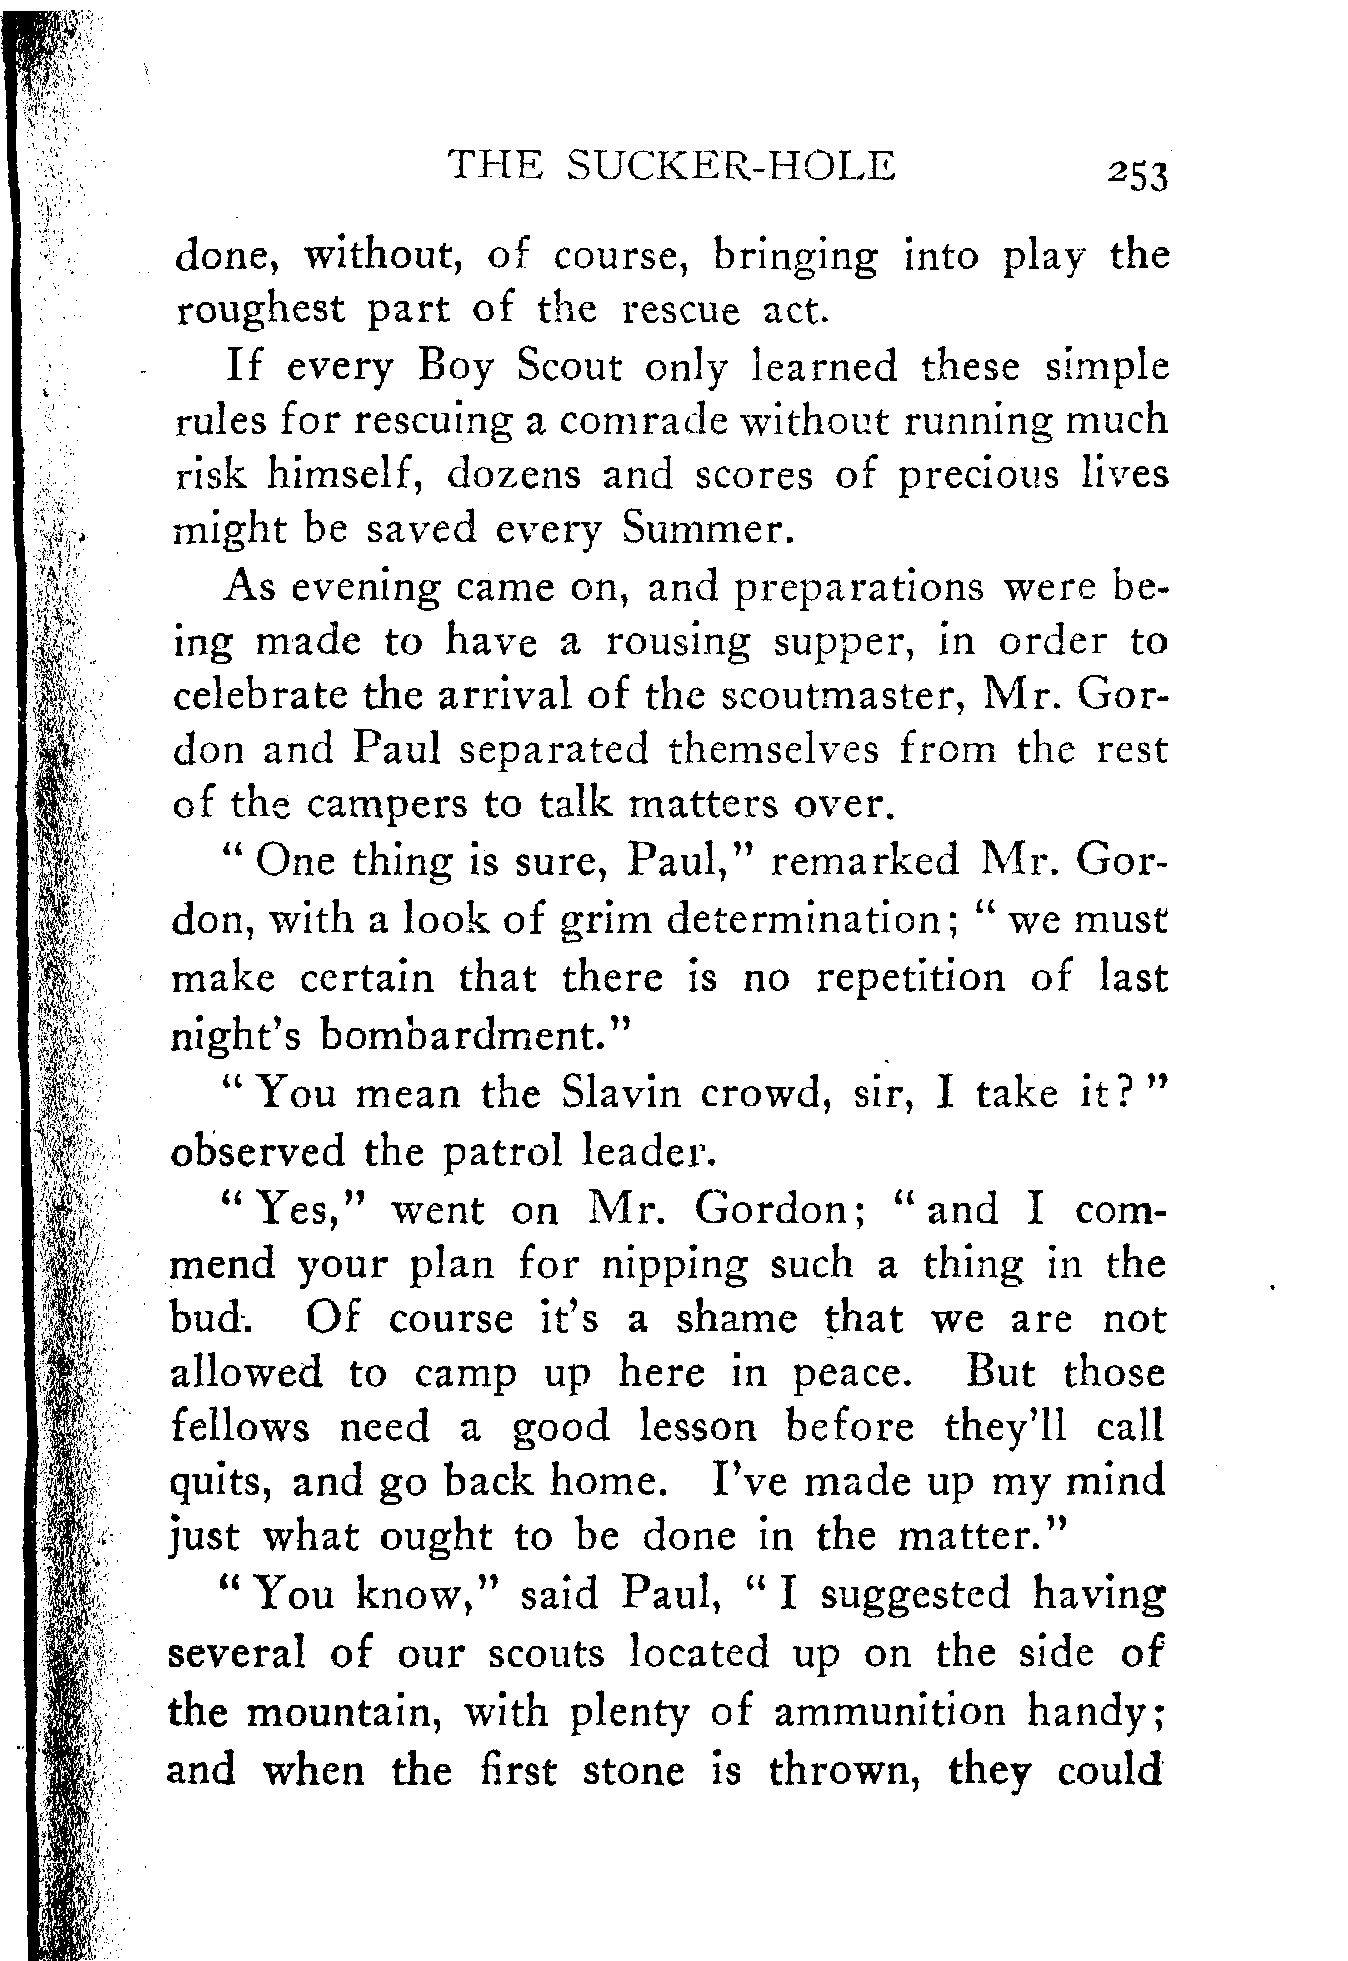 THE SUCKER-HOLE 253
done, without, of course, bringing into play the
roughest part of the rescue act.
If every Boy Scout only learned these simple
rules for rescuing a comrade without running much
risk himself, dozens and scores of precious lives
might be saved every Summer.
As evening came on, and preparations were be-
ing made to have a rousing supper, in order to
celebrate the arrival of the scoutmaster, Mr. Gor-
don and Paul separated themselves from the rest
of the campers to talk matters over.
" One thing is sure, Paul," remarked Mr. Gor-
don, with a look of grim determination; " we must
make certain that there is no repetition of last
night's bombardment."
" You mean the Slavin crowd, sir, I take it? "
observed the patrol leader.
" Yes," went on Mr. Gordon; " and I com-
mend your plan for nipping such a thing in the
bud. Of course it's a shame that we are not
allowed to camp up here in peace. But those
fellows need a good lesson before they'll call
quits, and go back home. I've made up my mind
just what ought to be done in the matter."
" You know," said Paul, " I suggested having
several of our scouts located up on the side of
the mountain, with plenty of ammunition handy;
and when the first stone is thrown, they could